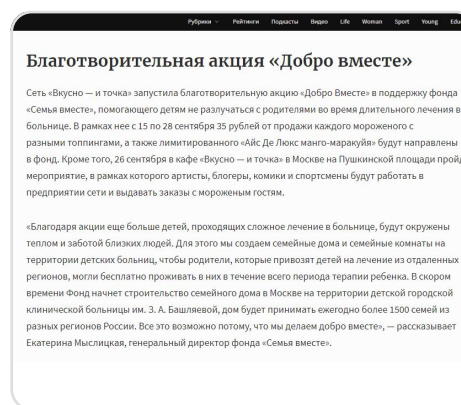 Рубрики Рейтинги Подкасты Видео Life Woman Sport Young
Благотворительная акция «Добро вместе»
Сеть «Вкусно — и точка» запустила благотворительную акцию «Добро Вместе» в поддержку фонда
«Семья вместе», помогающего детям не разлучаться с родителями во время длительного лечения в
больнице. В рамках нее с 15 по 28 сентября 35 рублей от продажи каждого мороженого с
разными топпингами, а также лимитированного «Айс Де Люкс манго-маракуйя» будут направлены
в фонд. Кроме того, 26 сентября в кафе «Вкусно — и точка» в Москве на Пушкинской площади
мероприятие, в рамках которого артисты, блогеры, комики и спортсмены будут работать в
предприятии сети и выдавать заказы с мороженым гостям.
«Благодаря акции еще больше детей, проходящих сложное лечение в больнице, будут окружены
теплом и заботой близких людей. Для этого мы создаем семейные дома и семейные комнаты на
территории детских больниц, чтобы родители, которые привозят детей на лечение из отдаленных
регионов, могли бесплатно проживать в них в течение всего периода терапии ребенка. В скором
времени Фонд начнет строительство семейного дома в Москве на территории детской городской
клинической больницы им. З. А. Башляевой, дом будет принимать ежегодно более 1500 семей из
разных регионов России. Все это возможно потому, что мы делаем добро вместе», — рассказывает
Екатерина Мыслицкая, генеральный директор фонда «Семья вместе».